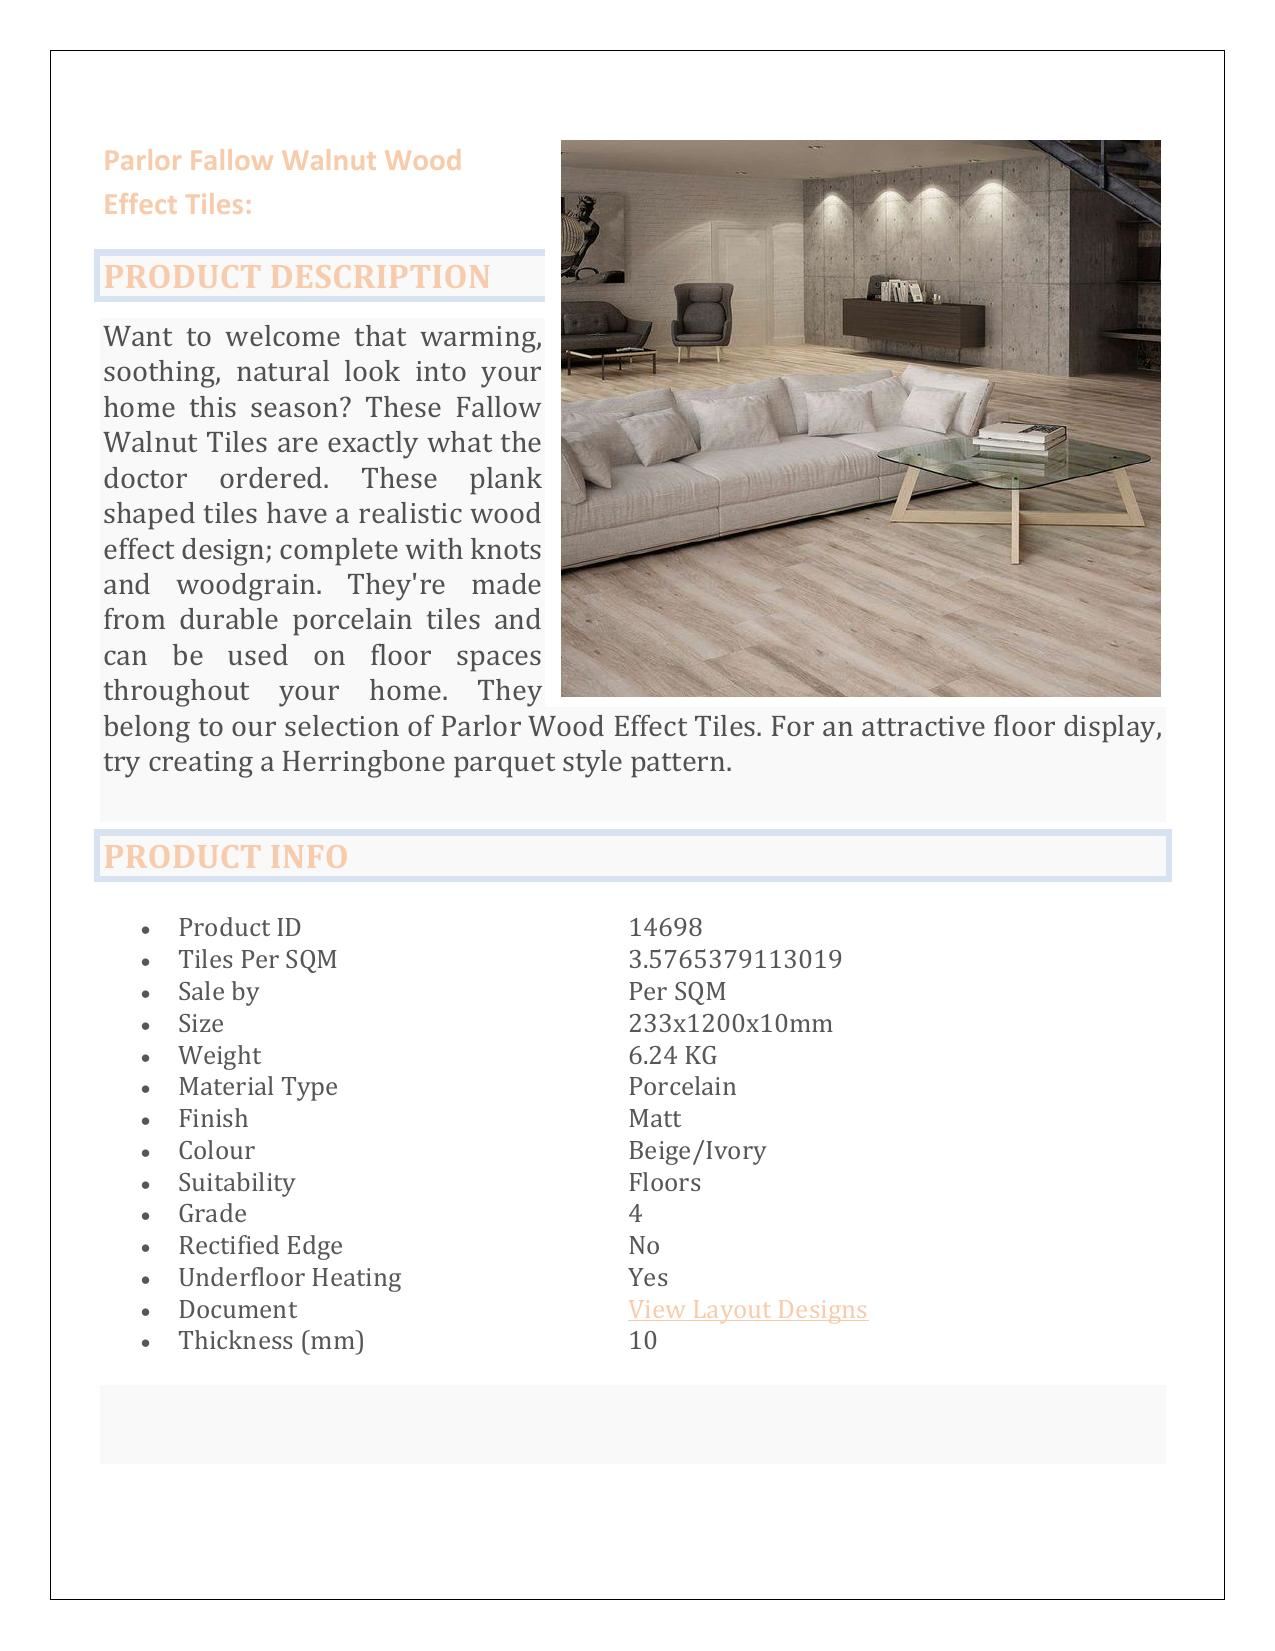 Parlor Fallow Walnut Wood
Effect Tiles:
PRODUCT DESCRIPTION
Want to welcome that warming,
soothing, natural look into your
home this season? These Fallow
Walnut Tiles are exactly what the
doctor ordered. These plank
shaped tiles have a realistic wood
effect design; complete with knots
and woodgrain. They're made
from durable porcelain tiles and
can be used on floor spaces
throughout your home. They
belong to our selection of Parlor Wood Effect Tiles. For an attractive floor display,
try creating a Herringbone parquet style pattern.
PRODUCT INFO
• Product ID 14698
• Tiles Per SQM 3.5765379113019
• Sale by Per SQM
• Size 233x1200x10mm
• Weight 6.24 KG
• Material Type Porcelain
• Finish Matt
• Colour Beige/Ivory
• Suitability Floors
• Grade 4
• Rectified Edge No
• Underfloor Heating Yes
• Document View Layout Designs
• Thickness (mm) 10